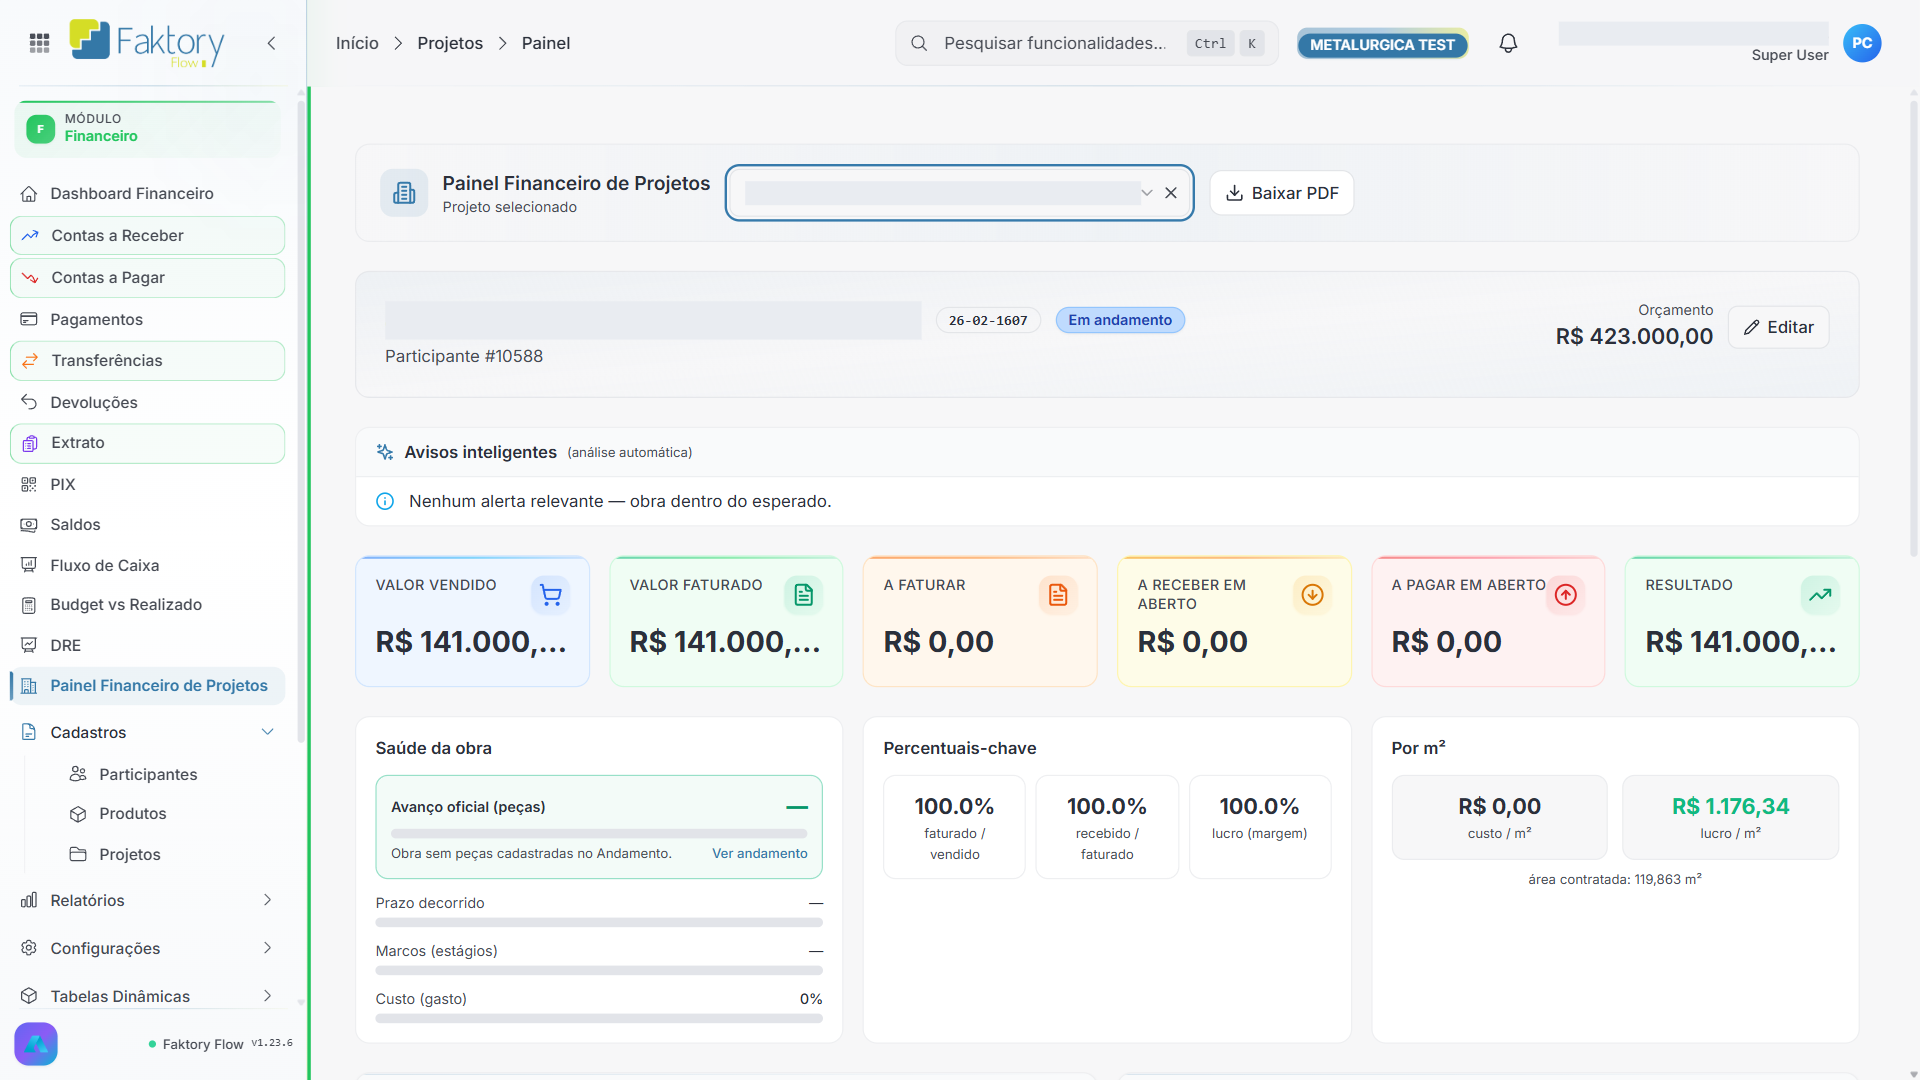 Faktory
Flow
Início
Projetos
Painel
Pesquisar funcionalidades...
Ctrl
K
METALURGICA TEST
Super User
PC
MÓDULO
F
Financeiro
Dashboard Financeiro
Contas a Receber
Contas a Pagar
Pagamentos
Transferências
Devoluções
Extrato
PIX
Saldos
Fluxo de Caixa
Budget vs Realizado
DRE
Painel Financeiro de Projetos
Cadastros
Participantes
Produtos
Projetos
Relatórios
Configurações
Tabelas Dinâmicas
Faktory Flow v1.23.6
Painel Financeiro de Projetos
Projeto selecionado
Baixar PDF
26-02-1607
Em andamento
Participante #10588
Orçamento
R$ 423.000,00
Editar
Avisos inteligentes (análise automática)
Nenhum alerta relevante — obra dentro do esperado.
VALOR VENDIDO
R$ 141.000,...
VALOR FATURADO
R$ 141.000,...
A FATURAR
R$ 0,00
A RECEBER EM
ABERTO
R$ 0,00
A PAGAR EM ABERTO
R$ 0,00
RESULTADO
R$ 141.000,...
Saúde da obra
Avanço oficial (peças)
—
Obra sem peças cadastradas no Andamento.
Ver andamento
Prazo decorrido
—
Marcos (estágios)
—
Custo (gasto)
0%
Percentuais-chave
100.0%
faturado /
vendido
100.0%
recebido /
faturado
100.0%
lucro (margem)
Por m²
R$ 0,00
custo / m²
R$ 1.176,34
lucro / m²
área contratada: 119,863 m²